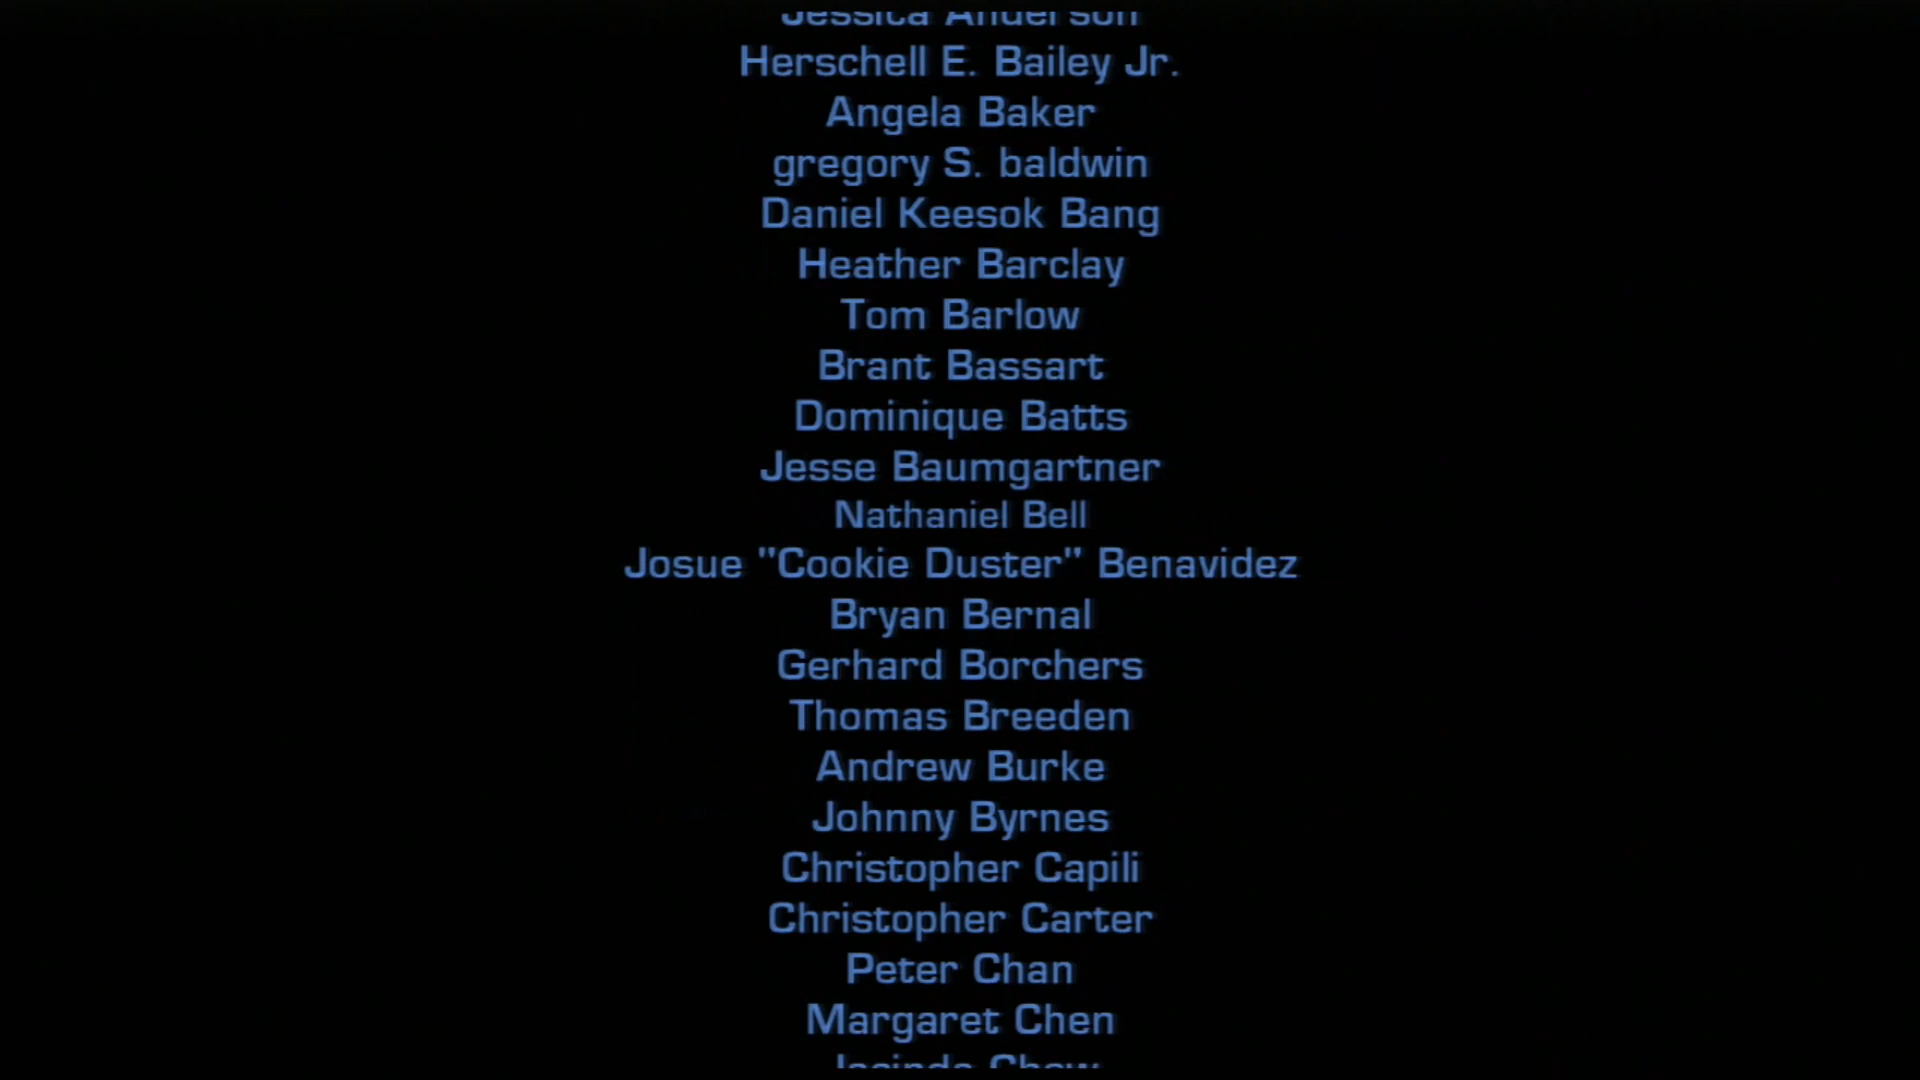 Jessica Anderson
Herschell E. Bailey Jr.
Angela Baker
gregory S. baldwin
Daniel Keesok Bang
Heather Barclay
Tom Barlow
Brant Bassart
Dominique Batts
Jesse Baumgartner
Nathaniel Bell
Josue "Cookie Duster" Benavidez
Bryan Bernal
Gerhard Borchers
Thomas Breeden
Andrew Burke
Johnny Byrnes
Christopher Capili
Christopher Carter
Peter Chan
Margaret Chen